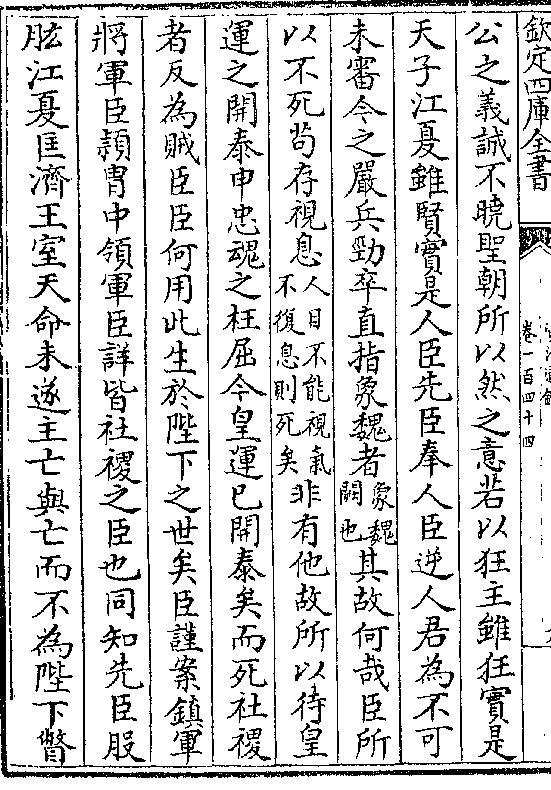 欽定四庫全書
卷一百四十四
公之義誠不曉聖朝所以然之意若以狂主雖狂實是
天子江夏雖賢實是人臣先臣奉人臣逆人君為不可
未審今之嚴兵勁卒直指象魏者象魏闕也其故何哉臣所
以不死苟存視息人目不能視氣不復息則死矣非有他故所以待皇
運之開泰申忠魂之枉屈今皇運已開泰矣而死社稷
者反為賊臣臣何用此生於陛下之世矣臣謹案鎮軍
將軍臣頴胄中領軍臣詳皆社稷之臣也同知先臣股
肱江夏匡濟王室天命未遂主亡與亡而不為陛下瞥